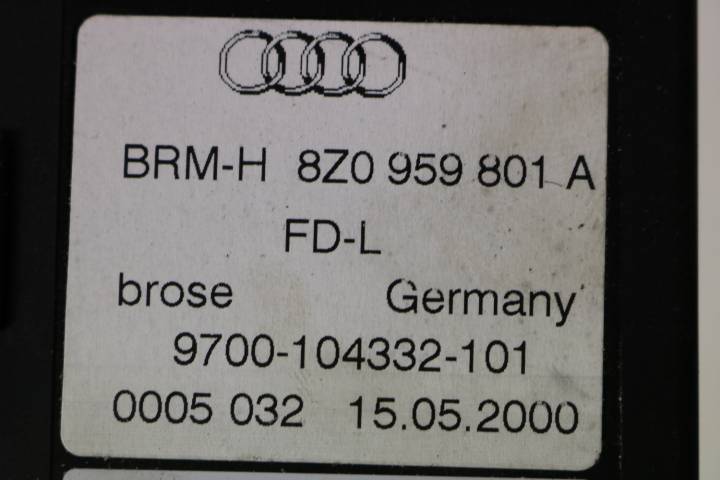 BRM-H 8Z0 959 801 A
FD-L
brose Germany
9700-104332-101
0005 032 15.05.2000